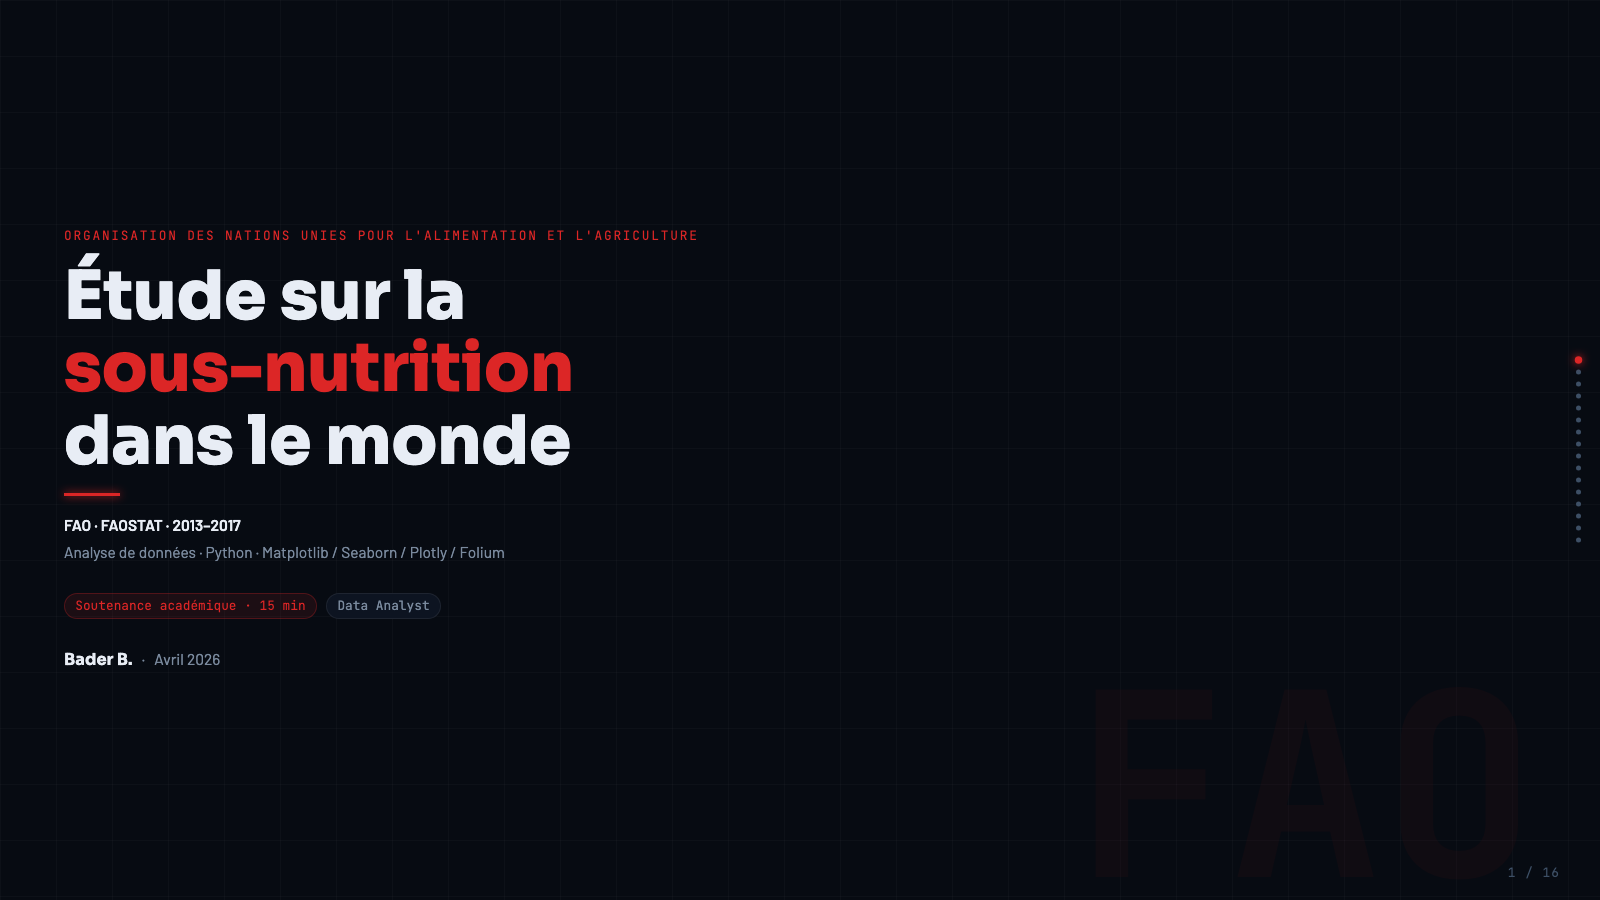 ORGANISATION DES NATIONS UNIES POUR L'ALIMENTATION ET L'AGRICULTURE
Étude sur la
sous-nutrition
dans le monde
FAO · FAOSTAT · 2013–2017
Analyse de données · Python · Matplotlib / Seaborn / Plotly / Folium
Soutenance académique · 15 min
Data Analyst
Bader B. · Avril 2026
FAO
1 / 16